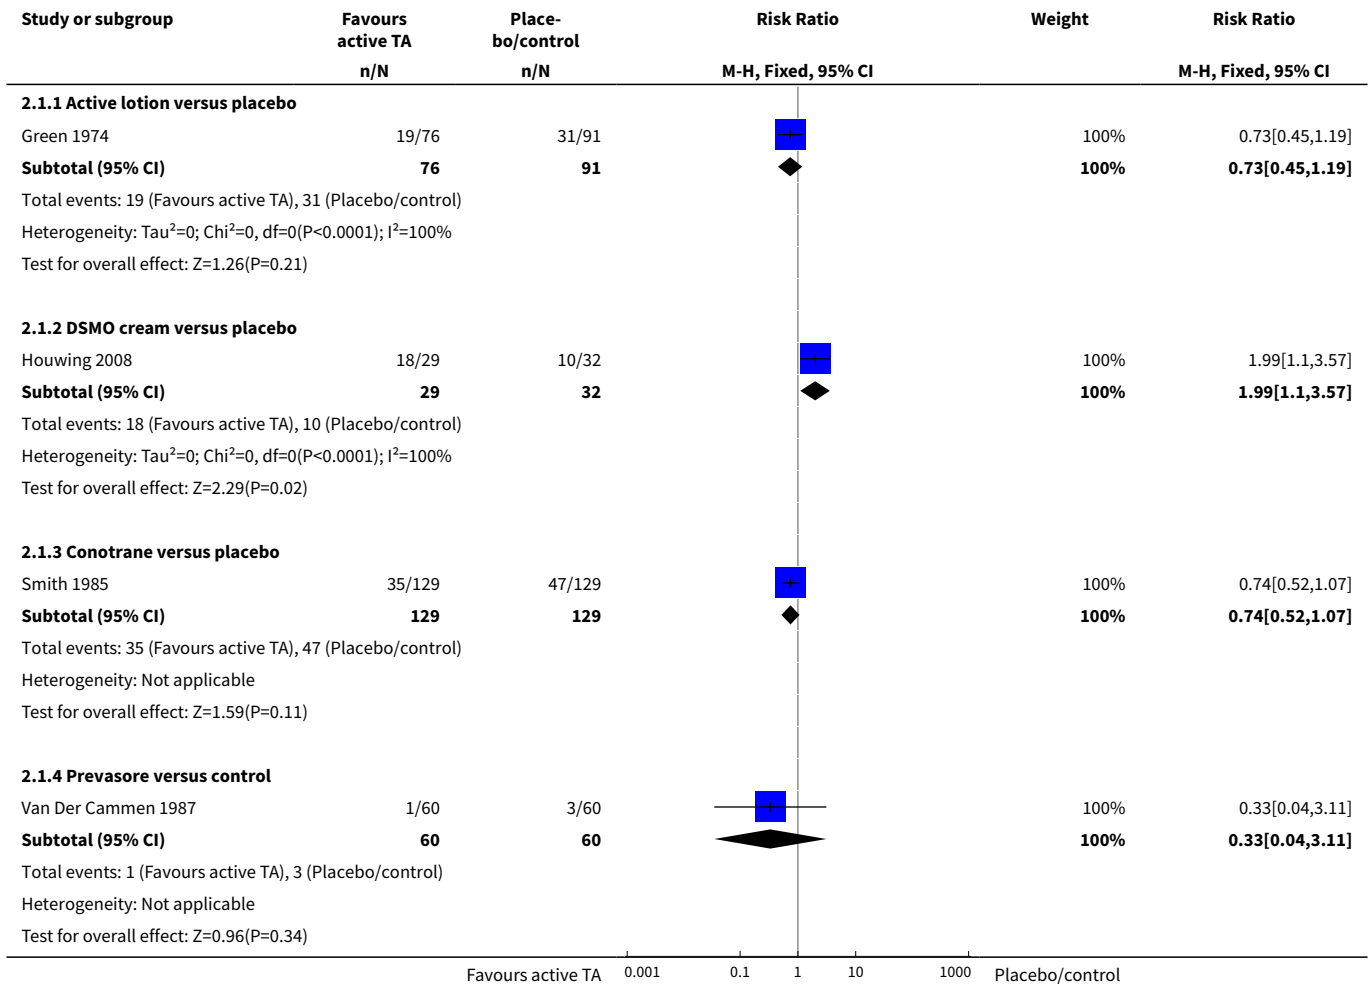 Study or subgroup Favours active TA Place-bo/control Risk Ratio Weight Risk Ratio
n/N n/N M-H, Fixed, 95% CI M-H, Fixed, 95% CI
2.1.1 Active lotion versus placebo
Green 1974 19/76 31/91 100% 0.73[0.45,1.19]
Subtotal (95% CI) 76 91 100% 0.73[0.45,1.19]
Total events: 19 (Favours active TA), 31 (Placebo/control)
Heterogeneity: Tau²=0; Chi²=0, df=0(P<0.0001); I²=100%
Test for overall effect: Z=1.26(P=0.21)
2.1.2 DSMO cream versus placebo
Houwing 2008 18/29 10/32 100% 1.99[1.1,3.57]
Subtotal (95% CI) 29 32 100% 1.99[1.1,3.57]
Total events: 18 (Favours active TA), 10 (Placebo/control)
Heterogeneity: Tau²=0; Chi²=0, df=0(P<0.0001); I²=100%
Test for overall effect: Z=2.29(P=0.02)
2.1.3 Conotrane versus placebo
Smith 1985 35/129 47/129 100% 0.74[0.52,1.07]
Subtotal (95% CI) 129 129 100% 0.74[0.52,1.07]
Total events: 35 (Favours active TA), 47 (Placebo/control)
Heterogeneity: Not applicable
Test for overall effect: Z=1.59(P=0.11)
2.1.4 Prevasore versus control
Van Der Cammen 1987 1/60 3/60 100% 0.33[0.04,3.11]
Subtotal (95% CI) 60 60 100% 0.33[0.04,3.11]
Total events: 1 (Favours active TA), 3 (Placebo/control)
Heterogeneity: Not applicable
Test for overall effect: Z=0.96(P=0.34)
Favours active TA 0.001 0.1 1 10 1000 Placebo/control